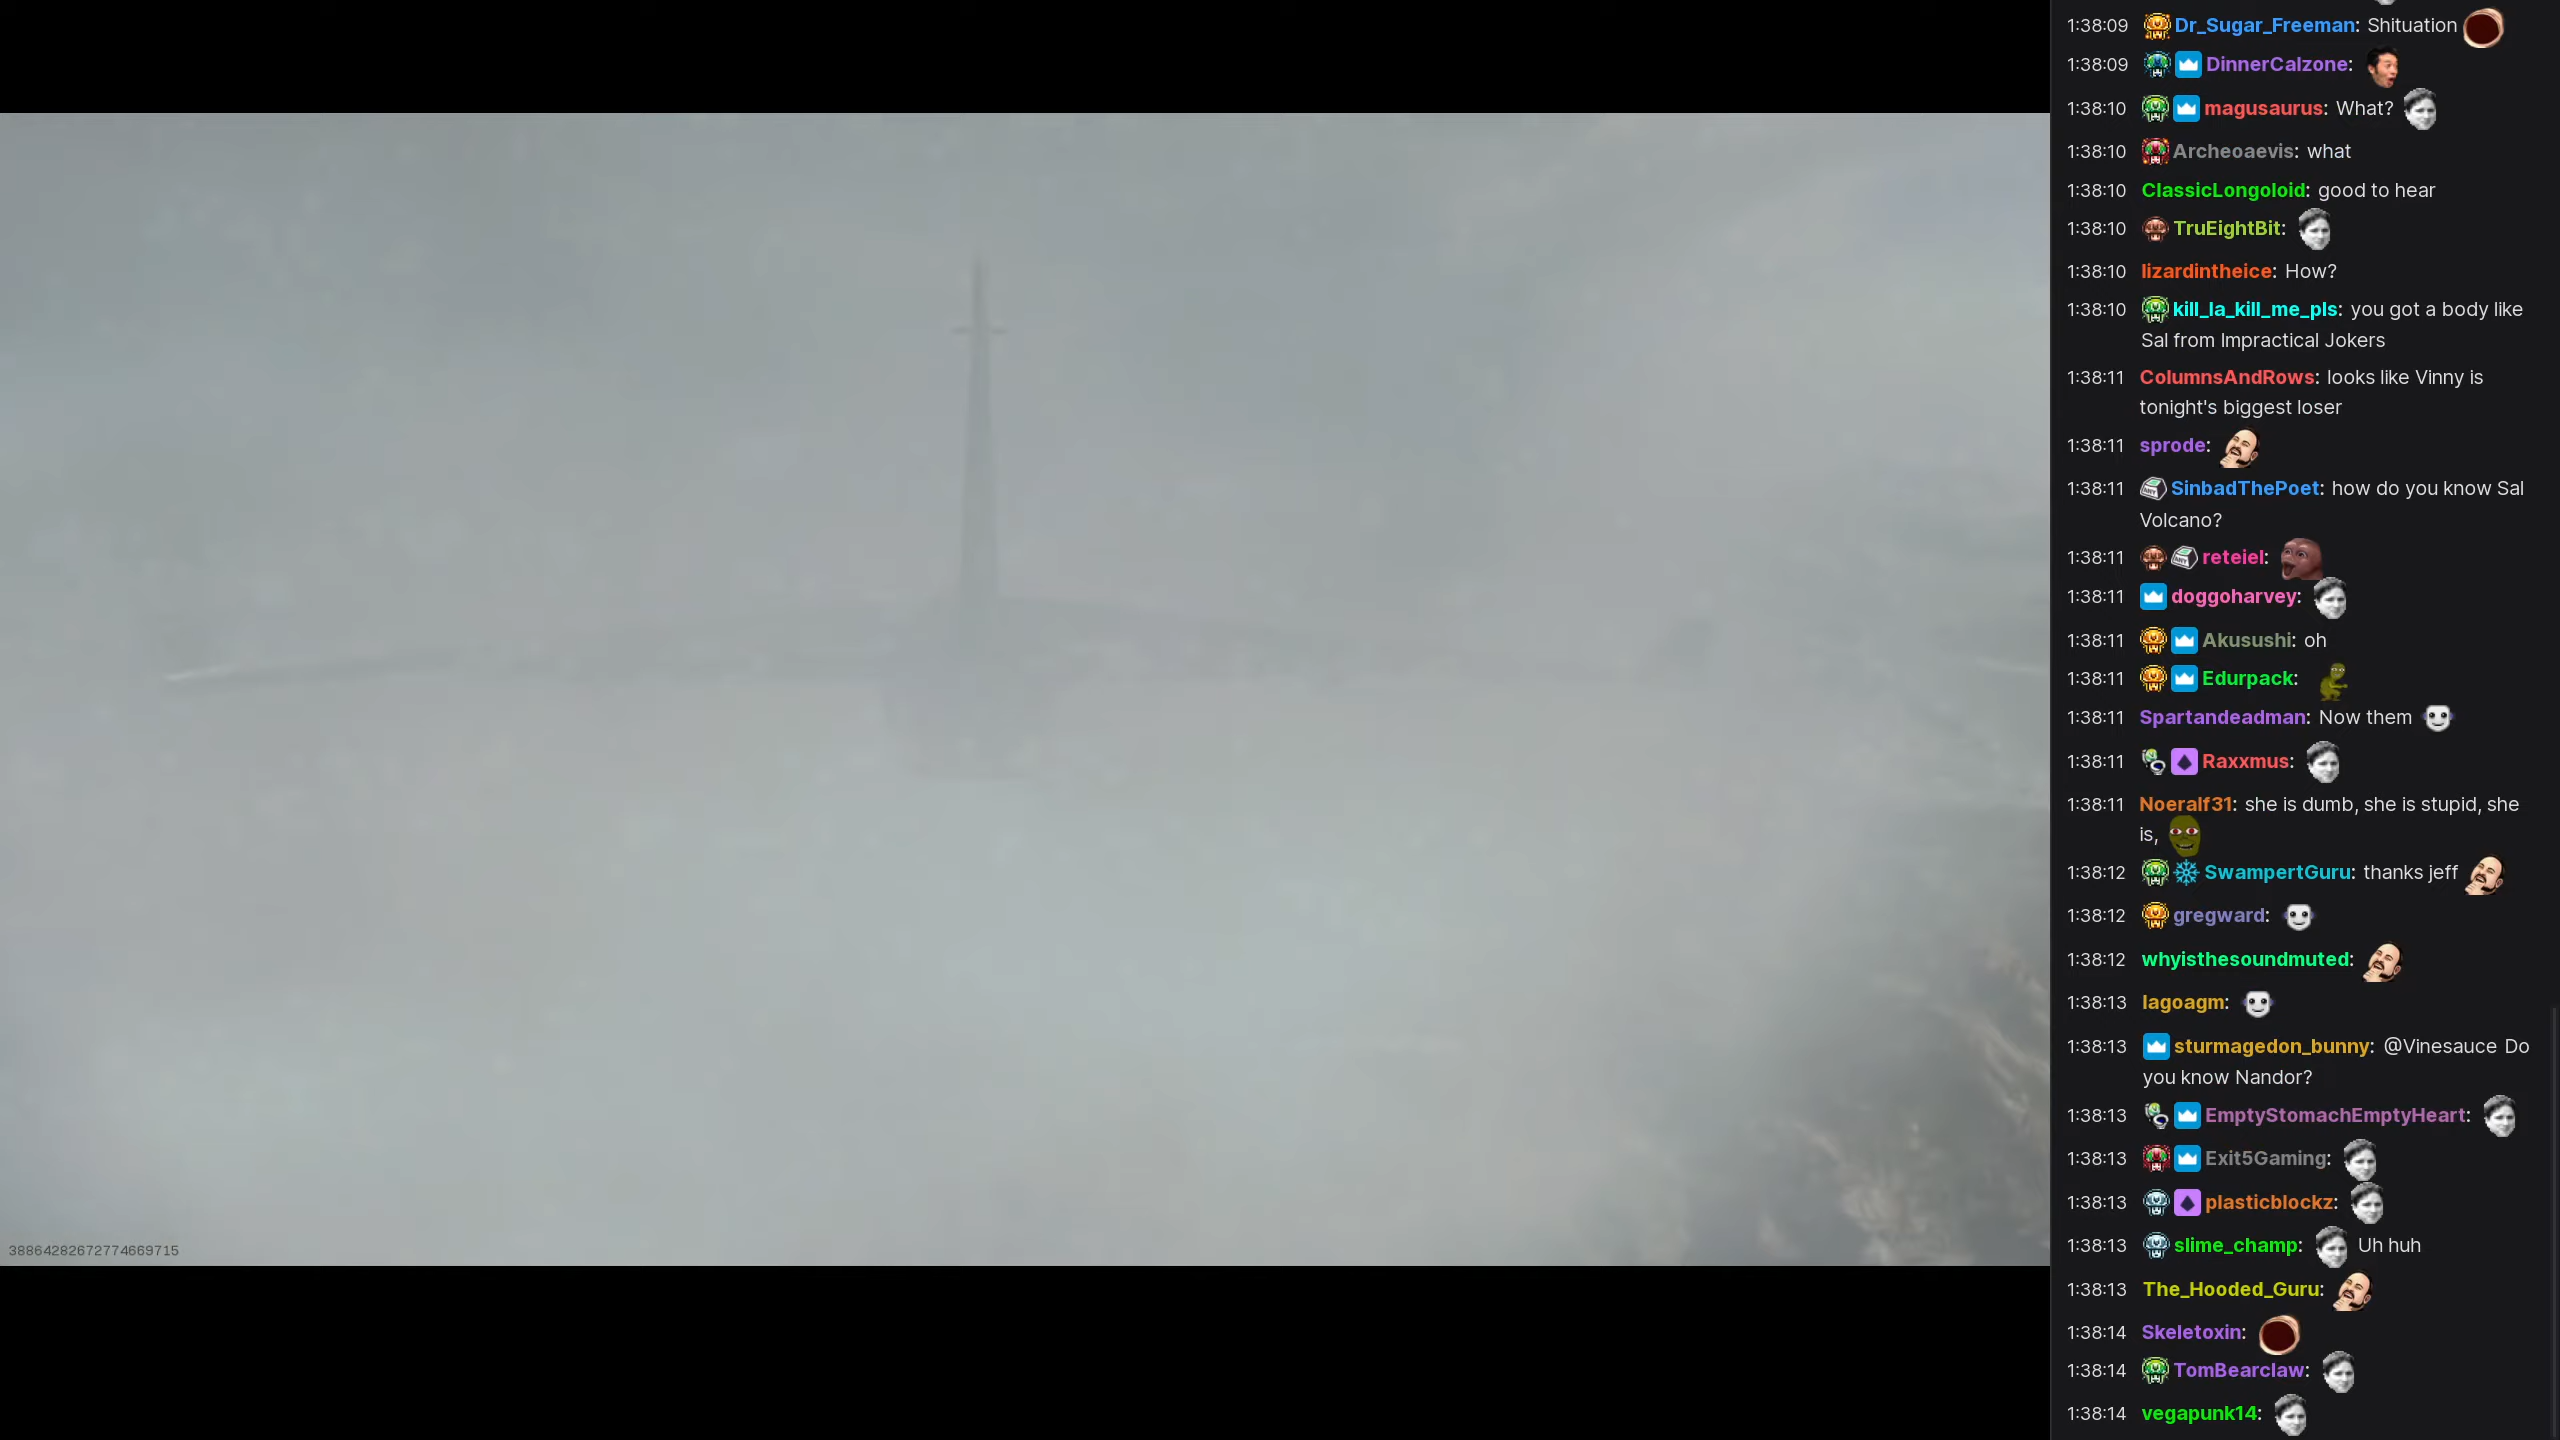 1:38:09 Dr_Sugar_Freeman: Shituation
1:38:09 DinnerCalzone:
1:38:10 magusaurus: What?
1:38:10 Archeoaevis: what
1:38:10 ClassicLongoloid: good to hear
1:38:10 TruEightBit:
1:38:10 lizardintheice: How?
1:38:10 kill_la_kill_me_pls: you got a body like
Sal from Impractical Jokers
1:38:11 ColumnsAndRows: looks like Vinny is
tonight's biggest loser
1:38:11 sprode:
1:38:11 SinbadThePoet: how do you know Sal
Volcano?
1:38:11 reteiel:
1:38:11 doggoharvey:
1:38:11 Akusushi: oh
1:38:11 Edurpack:
1:38:11 Spartandeadman: Now them
1:38:11 Raxxmus:
1:38:11 Noeralf31: she is dumb, she is stupid, she
is,
1:38:12 SwampertGuru: thanks jeff
1:38:12 gregward:
1:38:12 whyisthesoundmuted:
1:38:13 lagoagm:
1:38:13 sturmagedon_bunny: @Vinesauce Do
you know Nandor?
1:38:13 EmptyStomachEmptyHeart:
1:38:13 Exit5Gaming:
1:38:13 plasticblockz:
1:38:13 slime_champ: Uh huh
1:38:13 The_Hooded_Guru:
1:38:14 Skeletoxin:
1:38:14 TomBearclaw:
1:38:14 vegapunk14:
38864282672774669715